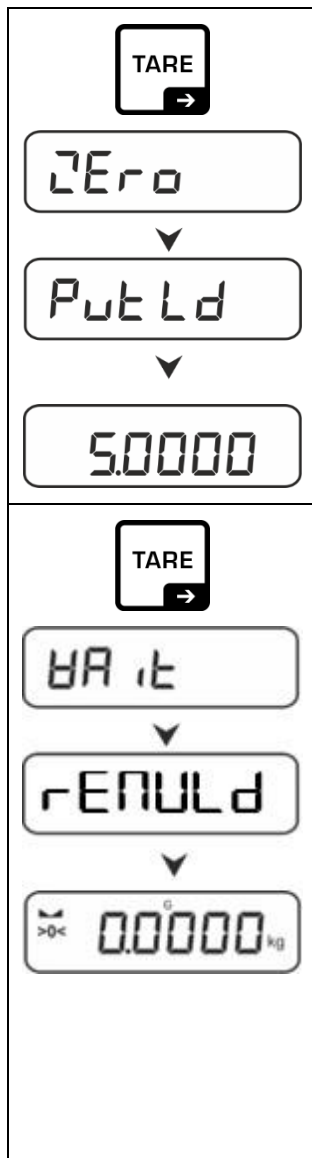 TARE
ZEro
PutLd
5.0000
TARE
WAit
rEMULd
G
>0< 0.0000 kg